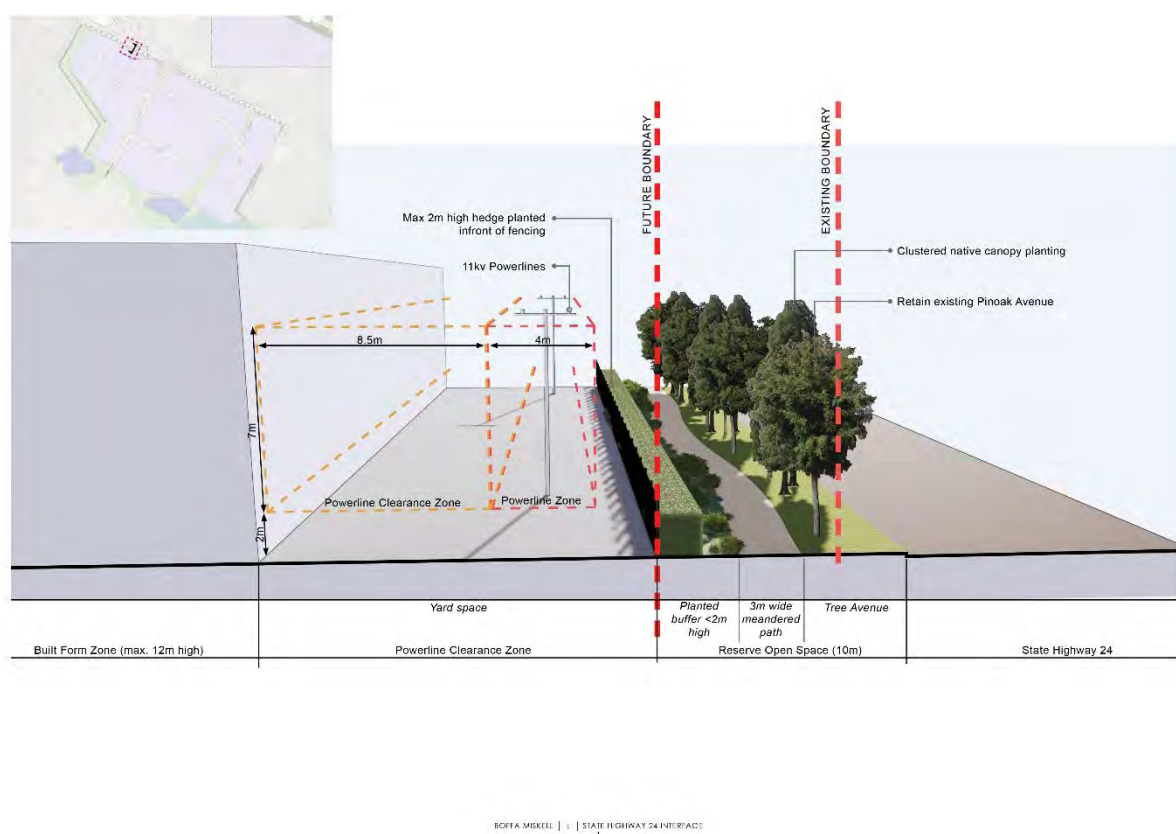 FUTURE BOUNDARY
EXISTING BOUNDARY
Max 2m high hedge planted
infront of fencing
11kv Powerlines
Clustered native canopy planting
Retain existing Pinoak Avenue
8.5m
4m
7m
Powerline Clearance Zone
Powerline Zone
2m
Yard space
Planted
buffer <2m
high
3m wide
meandered
path
Tree Avenue
Built Form Zone (max. 12m high)
Powerline Clearance Zone
Reserve Open Space (10m)
State Highway 24
BOFFA MISKELL | : | STATE HIGHWAY 24 INTERFACE